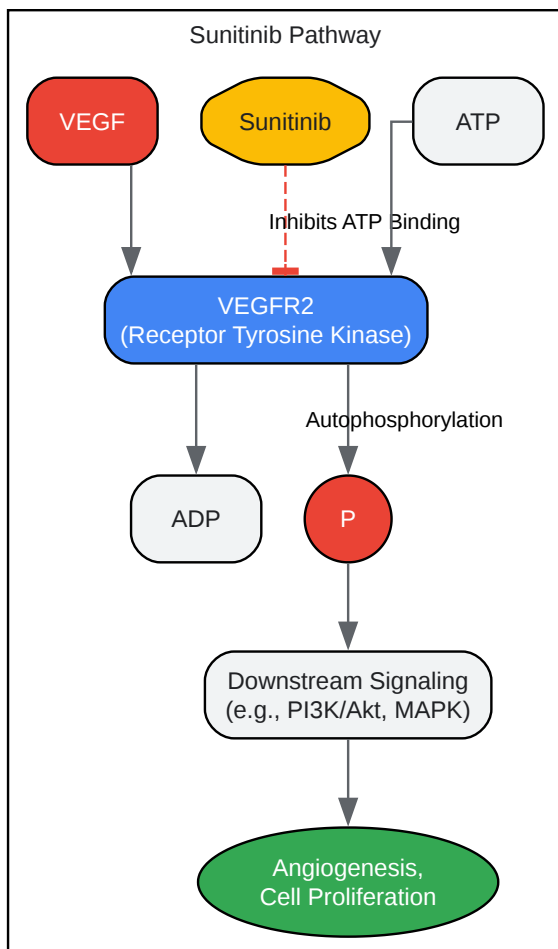 Sunitinib Pathway
VEGF
Sunitinib
ATP
Inhibits ATP Binding
VEGFR2
(Receptor Tyrosine Kinase)
Autophosphorylation
ADP
P
Downstream Signaling
(e.g., PI3K/Akt, MAPK)
Angiogenesis,
Cell Proliferation